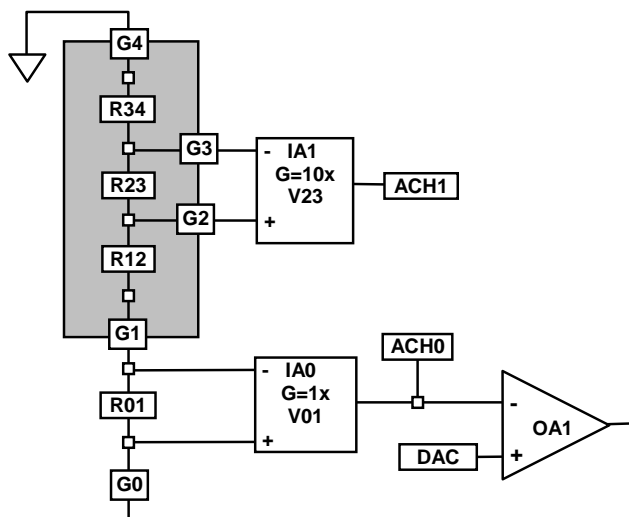 G4
R34
G3
- IA1
G=10x
V23
+
ACH1
R23
G2
R12
G1
ACH0
- IA0
G=1x
V01
+
R01
-
OA1
+
DAC
G0